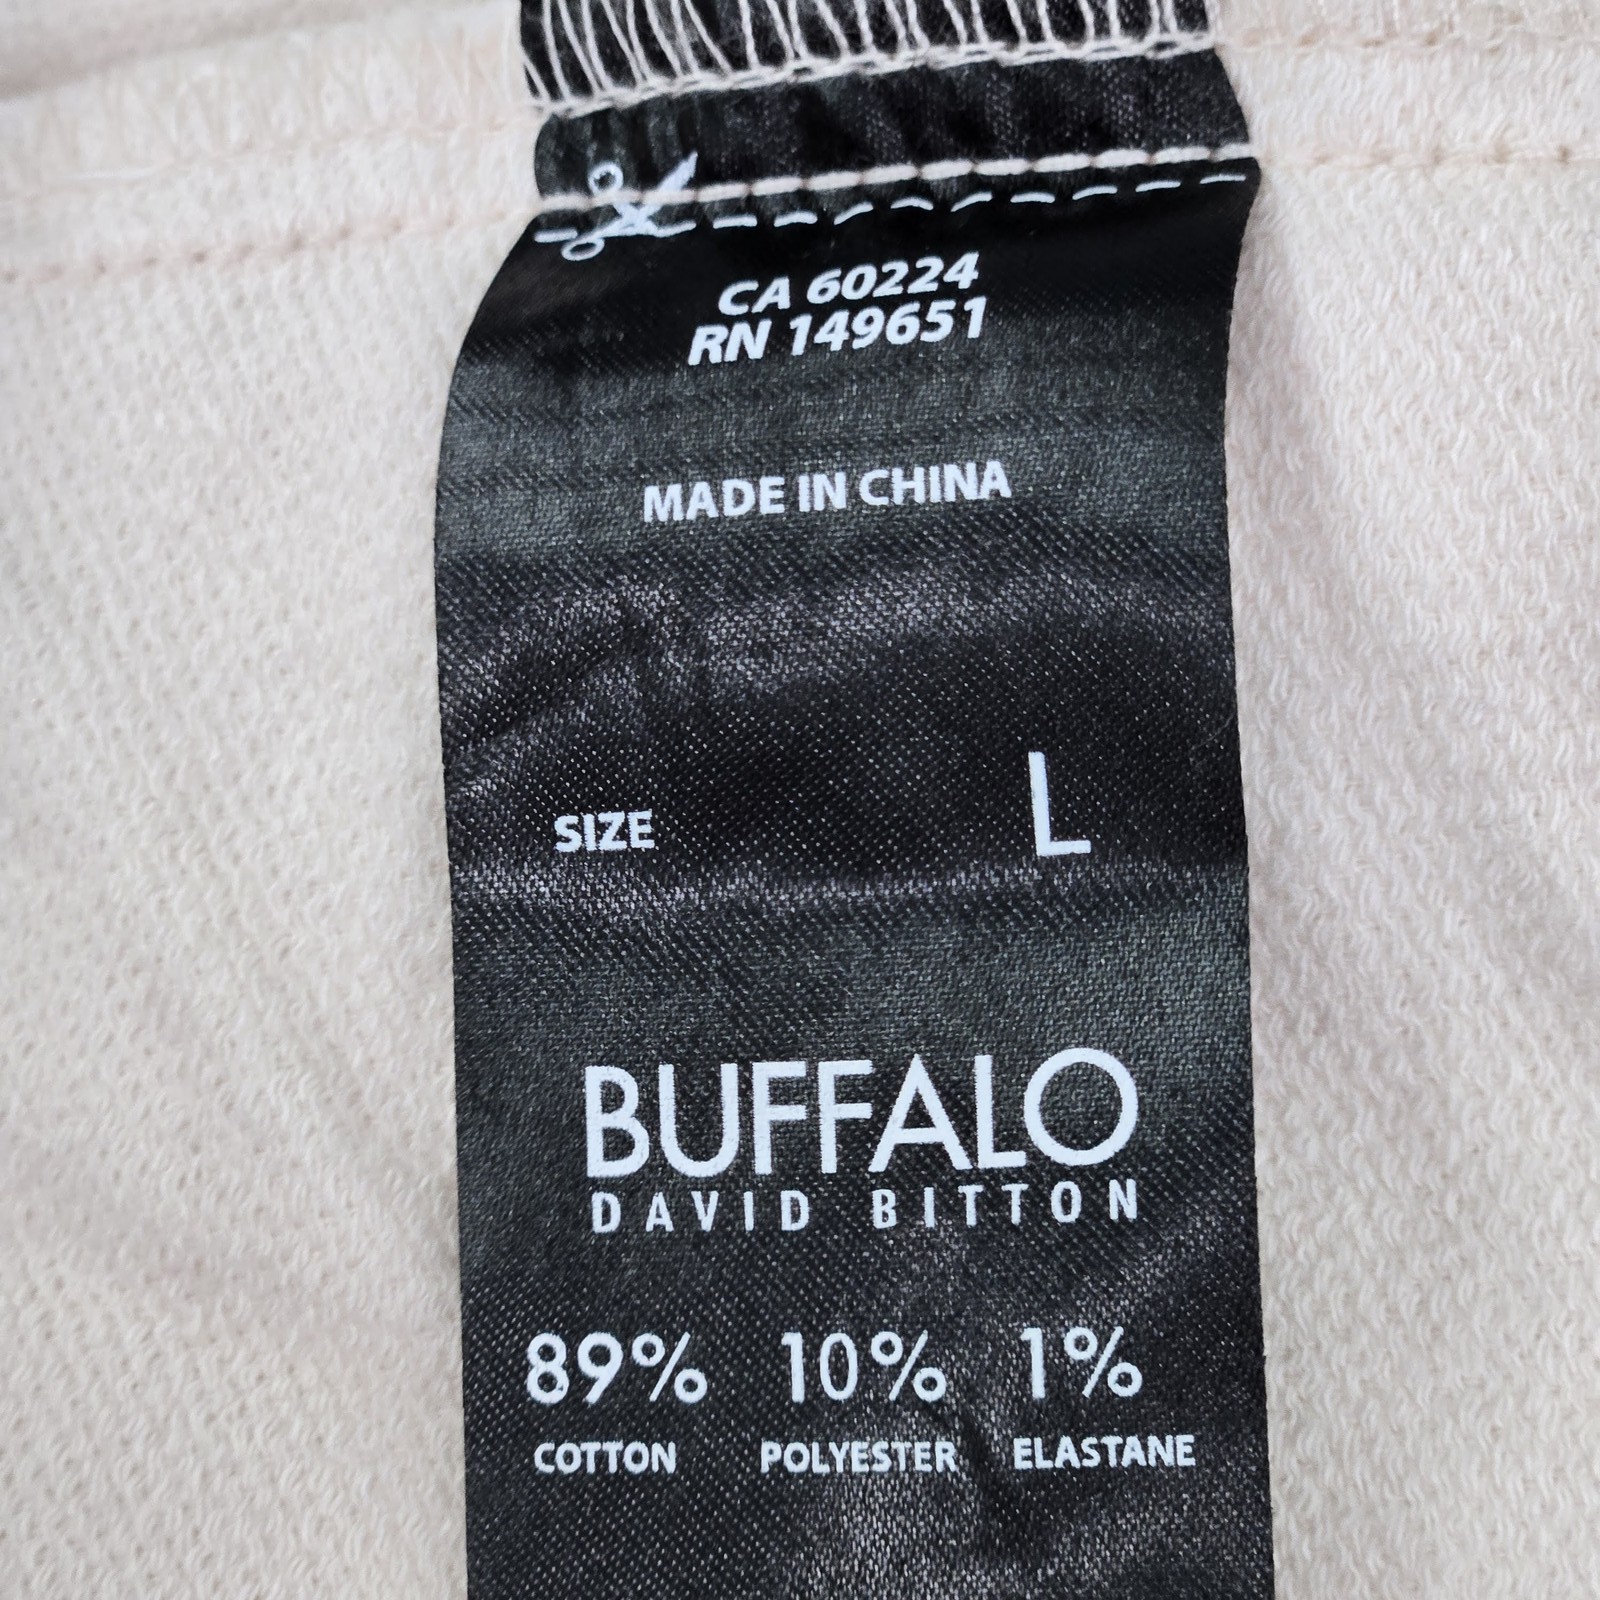 CA 60224
RN 149651
MADE IN CHINA
SIZE L
BUFFALO
DAVID BITTON
89% 10% 1%
COTTON POLYESTER ELASTANE